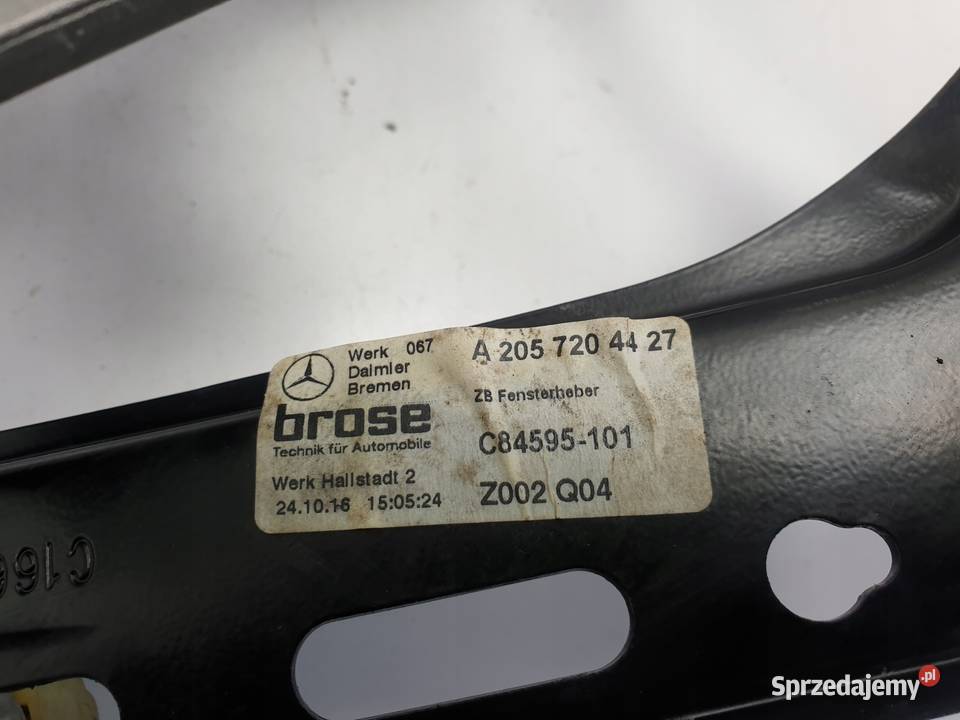 Werk 067
Daimler
Bremen
A 205 720 44 27
ZB Fensterheber
brose
Technik für Automobile
C84595-101
Werk Hallstadt 2
24.10.16 15:05:24
Z002 Q04
C166
Sprzedajemy.pl